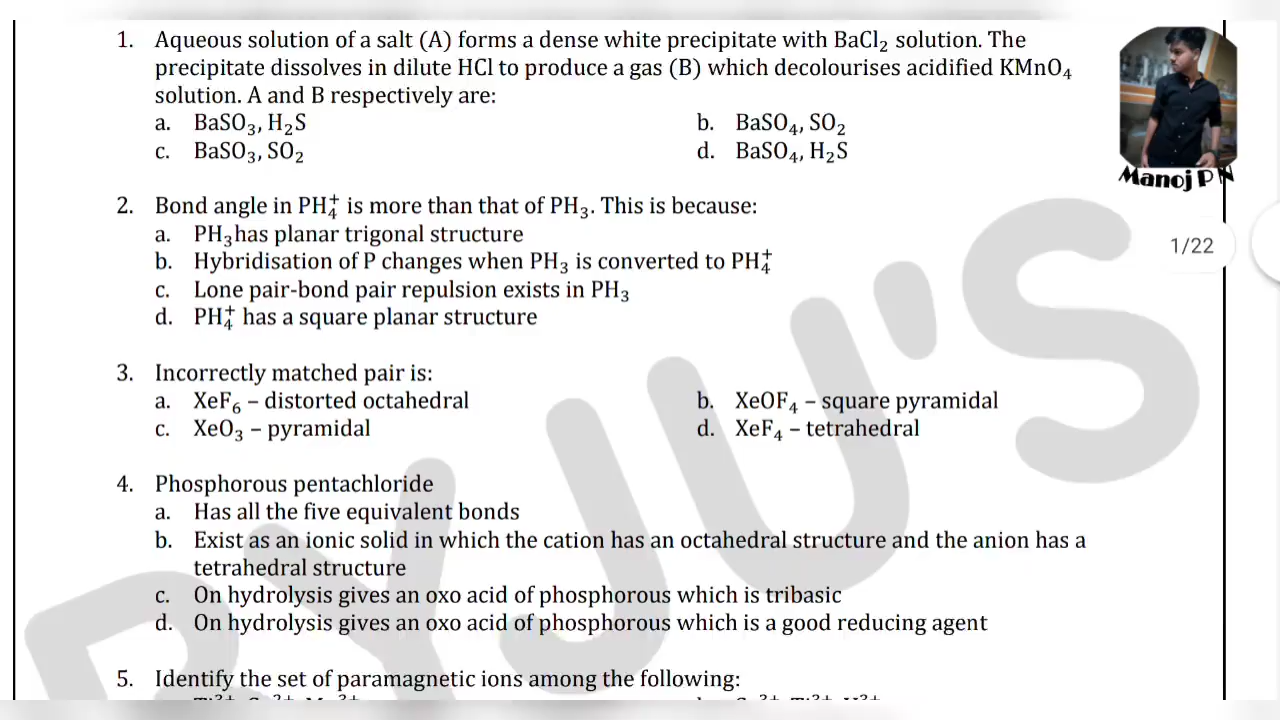 1. Aqueous solution of a salt (A) forms a dense white precipitate with BaCl₂ solution. The
precipitate dissolves in dilute HCl to produce a gas (B) which decolourises acidified KMnO₄
solution. A and B respectively are:
a. BaSO₃, H₂S b. BaSO₄, SO₂
c. BaSO₃, SO₂ d. BaSO₄, H₂S
Manoj PN
1/22
2. Bond angle in PH₄⁺ is more than that of PH₃. This is because:
a. PH₃has planar trigonal structure
b. Hybridisation of P changes when PH₃ is converted to PH₄⁺
c. Lone pair-bond pair repulsion exists in PH₃
d. PH₄⁺ has a square planar structure
3. Incorrectly matched pair is:
a. XeF₆ – distorted octahedral b. XeOF₄ – square pyramidal
c. XeO₃ – pyramidal d. XeF₄ – tetrahedral
4. Phosphorous pentachloride
a. Has all the five equivalent bonds
b. Exist as an ionic solid in which the cation has an octahedral structure and the anion has a
tetrahedral structure
c. On hydrolysis gives an oxo acid of phosphorous which is tribasic
d. On hydrolysis gives an oxo acid of phosphorous which is a good reducing agent
5. Identify the set of paramagnetic ions among the following:
BYJU'S